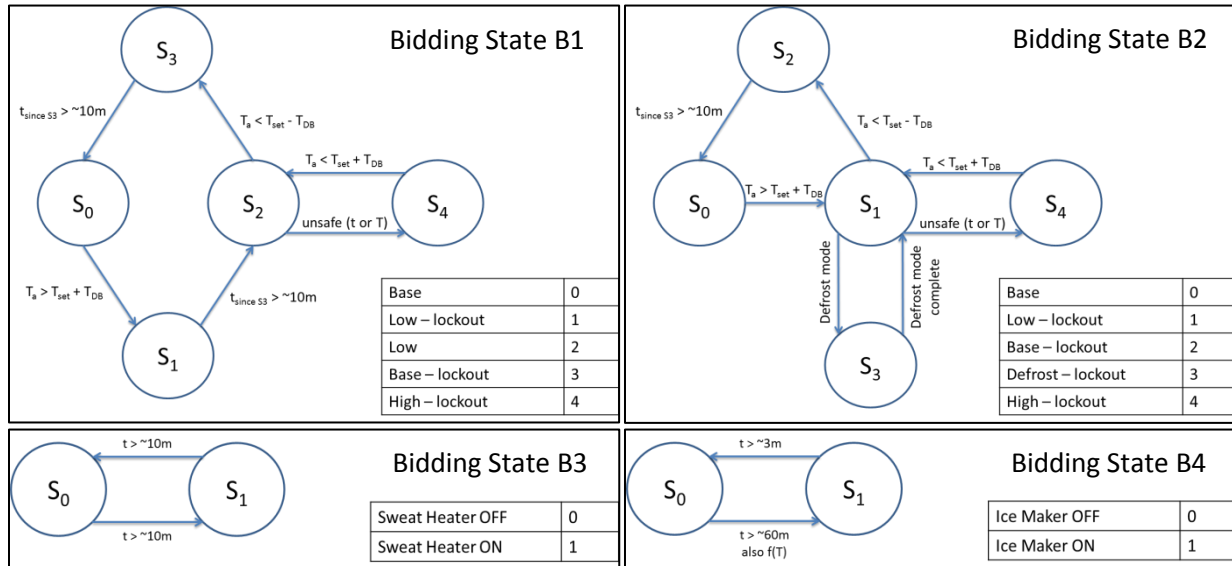 Bidding State B1
S3
tsince S3 > ~10m
Ta < Tset - TDB
Ta < Tset + TDB
S0
S2
S4
unsafe (t or T)
Ta > Tset + TDB
tsince S3 > ~10m
S1
Base 0
Low – lockout 1
Low 2
Base – lockout 3
High – lockout 4
Bidding State B2
S2
tsince S3 > ~10m
Ta < Tset - TDB
Ta < Tset + TDB
S0
Ta > Tset + TDB
S1
S4
unsafe (t or T)
Defrost mode
Defrost mode
complete
S3
Base 0
Low – lockout 1
Base – lockout 2
Defrost – lockout 3
High – lockout 4
Bidding State B3
t > ~10m
S0
S1
t > ~10m
Sweat Heater OFF 0
Sweat Heater ON 1
Bidding State B4
t > ~3m
S0
S1
t > ~60m
also f(T)
Ice Maker OFF 0
Ice Maker ON 1